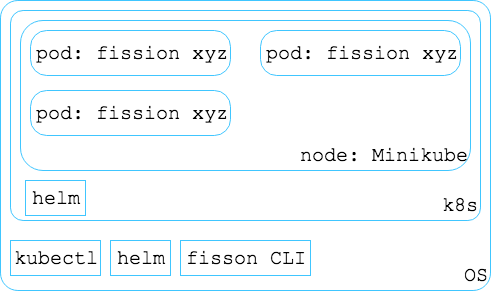 pod: fission xyz pod: fission xyz
pod: fission xyz
node: Minikube
helm
k8s
kubectl helm fisson CLI
OS